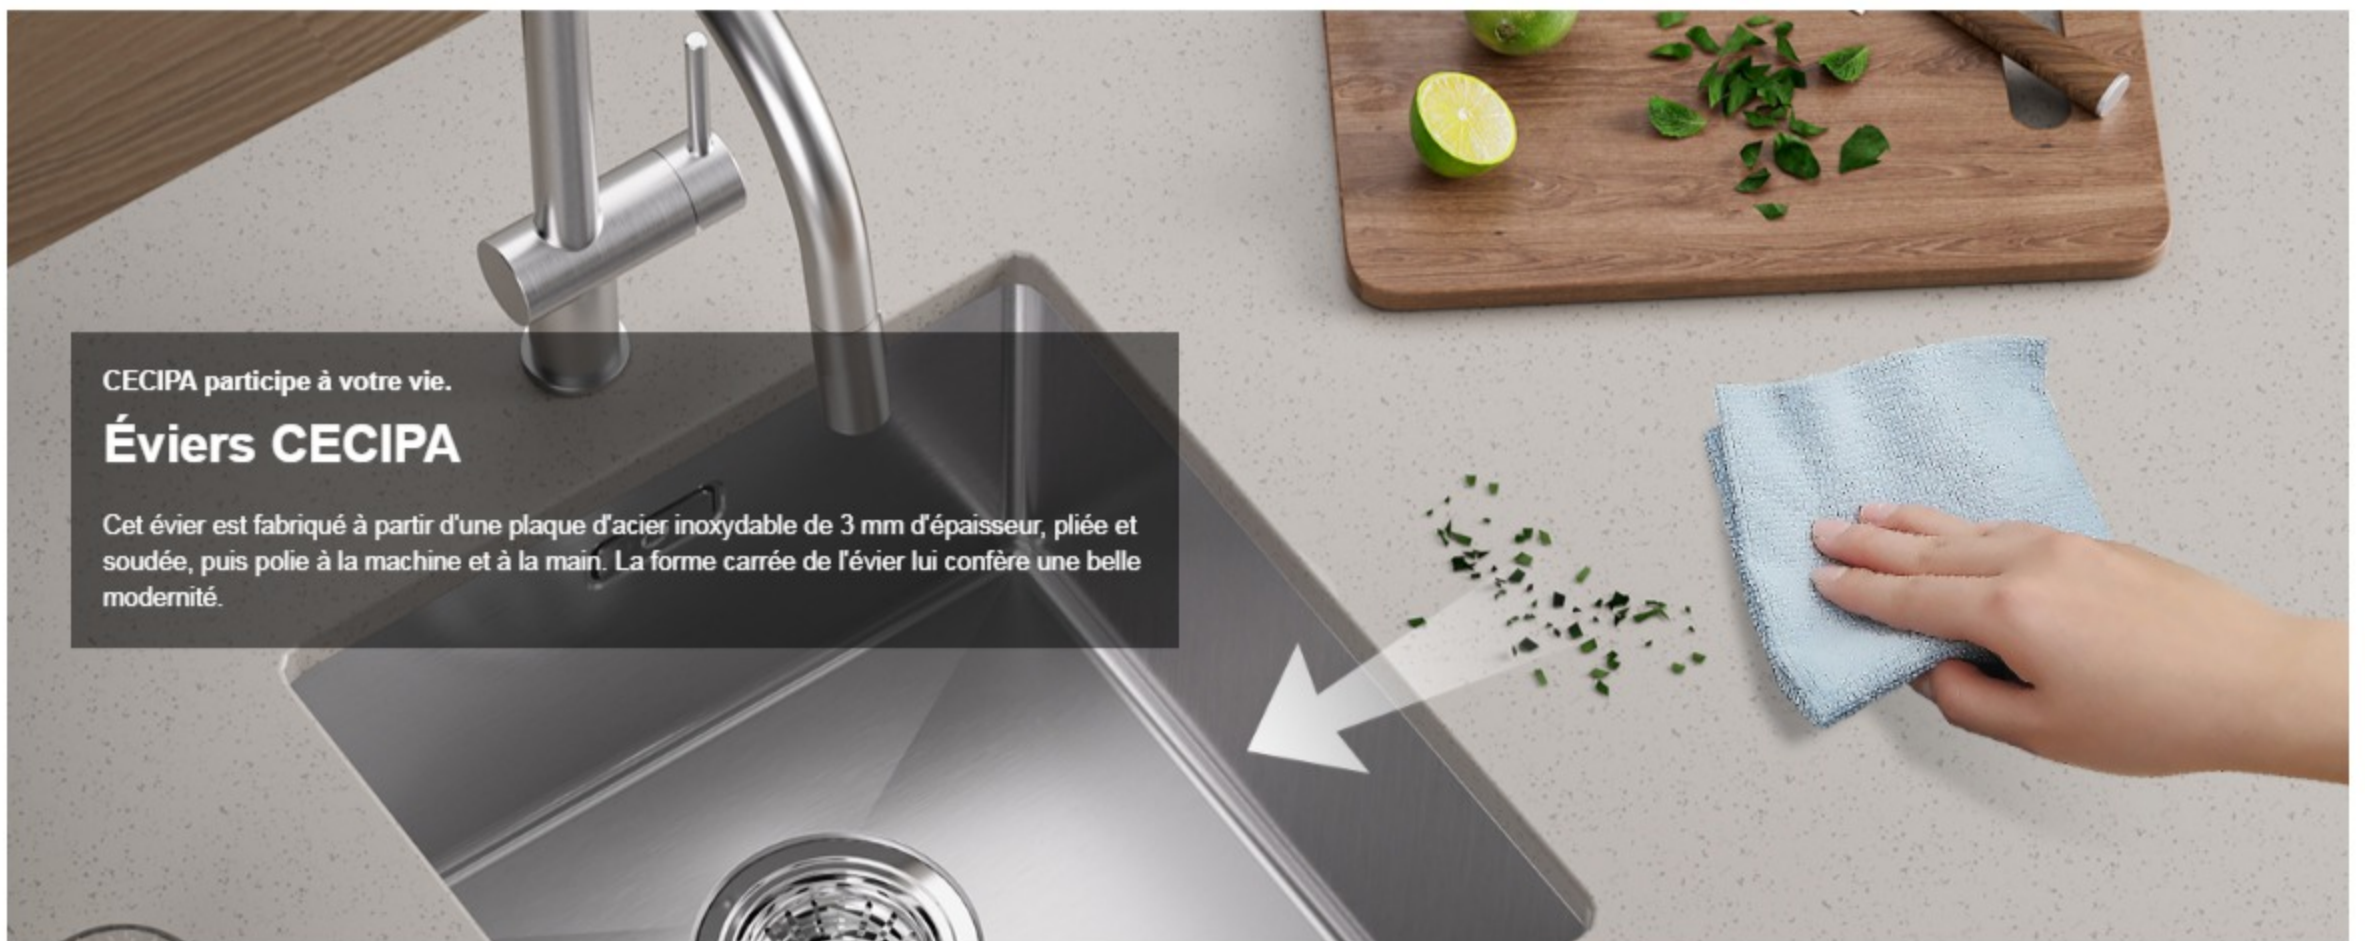 CECIPA participe à votre vie.
Éviers CECIPA
Cet évier est fabriqué à partir d'une plaque d'acier inoxydable de 3 mm d'épaisseur, pliée et
soudée, puis polie à la machine et à la main. La forme carrée de l'évier lui confère une belle
modernité.